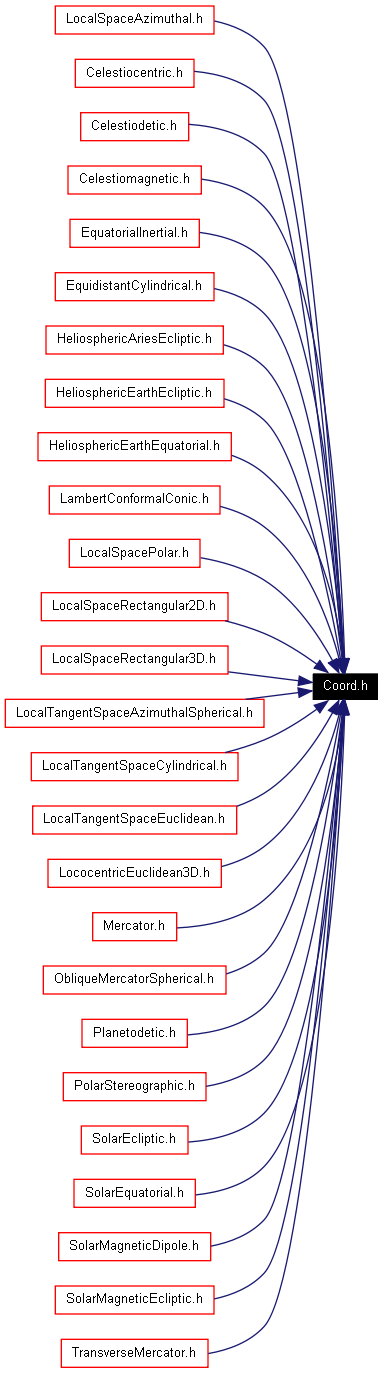 LocalSpaceAzimuthal.h
Celestiocentric.h
Celestiodetic.h
Celestiomagnetic.h
EquatorialInertial.h
EquidistantCylindrical.h
HeliosphericAriesEcliptic.h
HeliosphericEarthEcliptic.h
HeliosphericEarthEquatorial.h
LambertConformalConic.h
LocalSpacePolar.h
LocalSpaceRectangular2D.h
LocalSpaceRectangular3D.h
Coord.h
LocalTangentSpaceAzimuthalSpherical.h
LocalTangentSpaceCylindrical.h
LocalTangentSpaceEuclidean.h
LococentricEuclidean3D.h
Mercator.h
ObliqueMercatorSpherical.h
Planetodetic.h
PolarStereographic.h
SolarEcliptic.h
SolarEquatorial.h
SolarMagneticDipole.h
SolarMagneticEcliptic.h
TransverseMercator.h